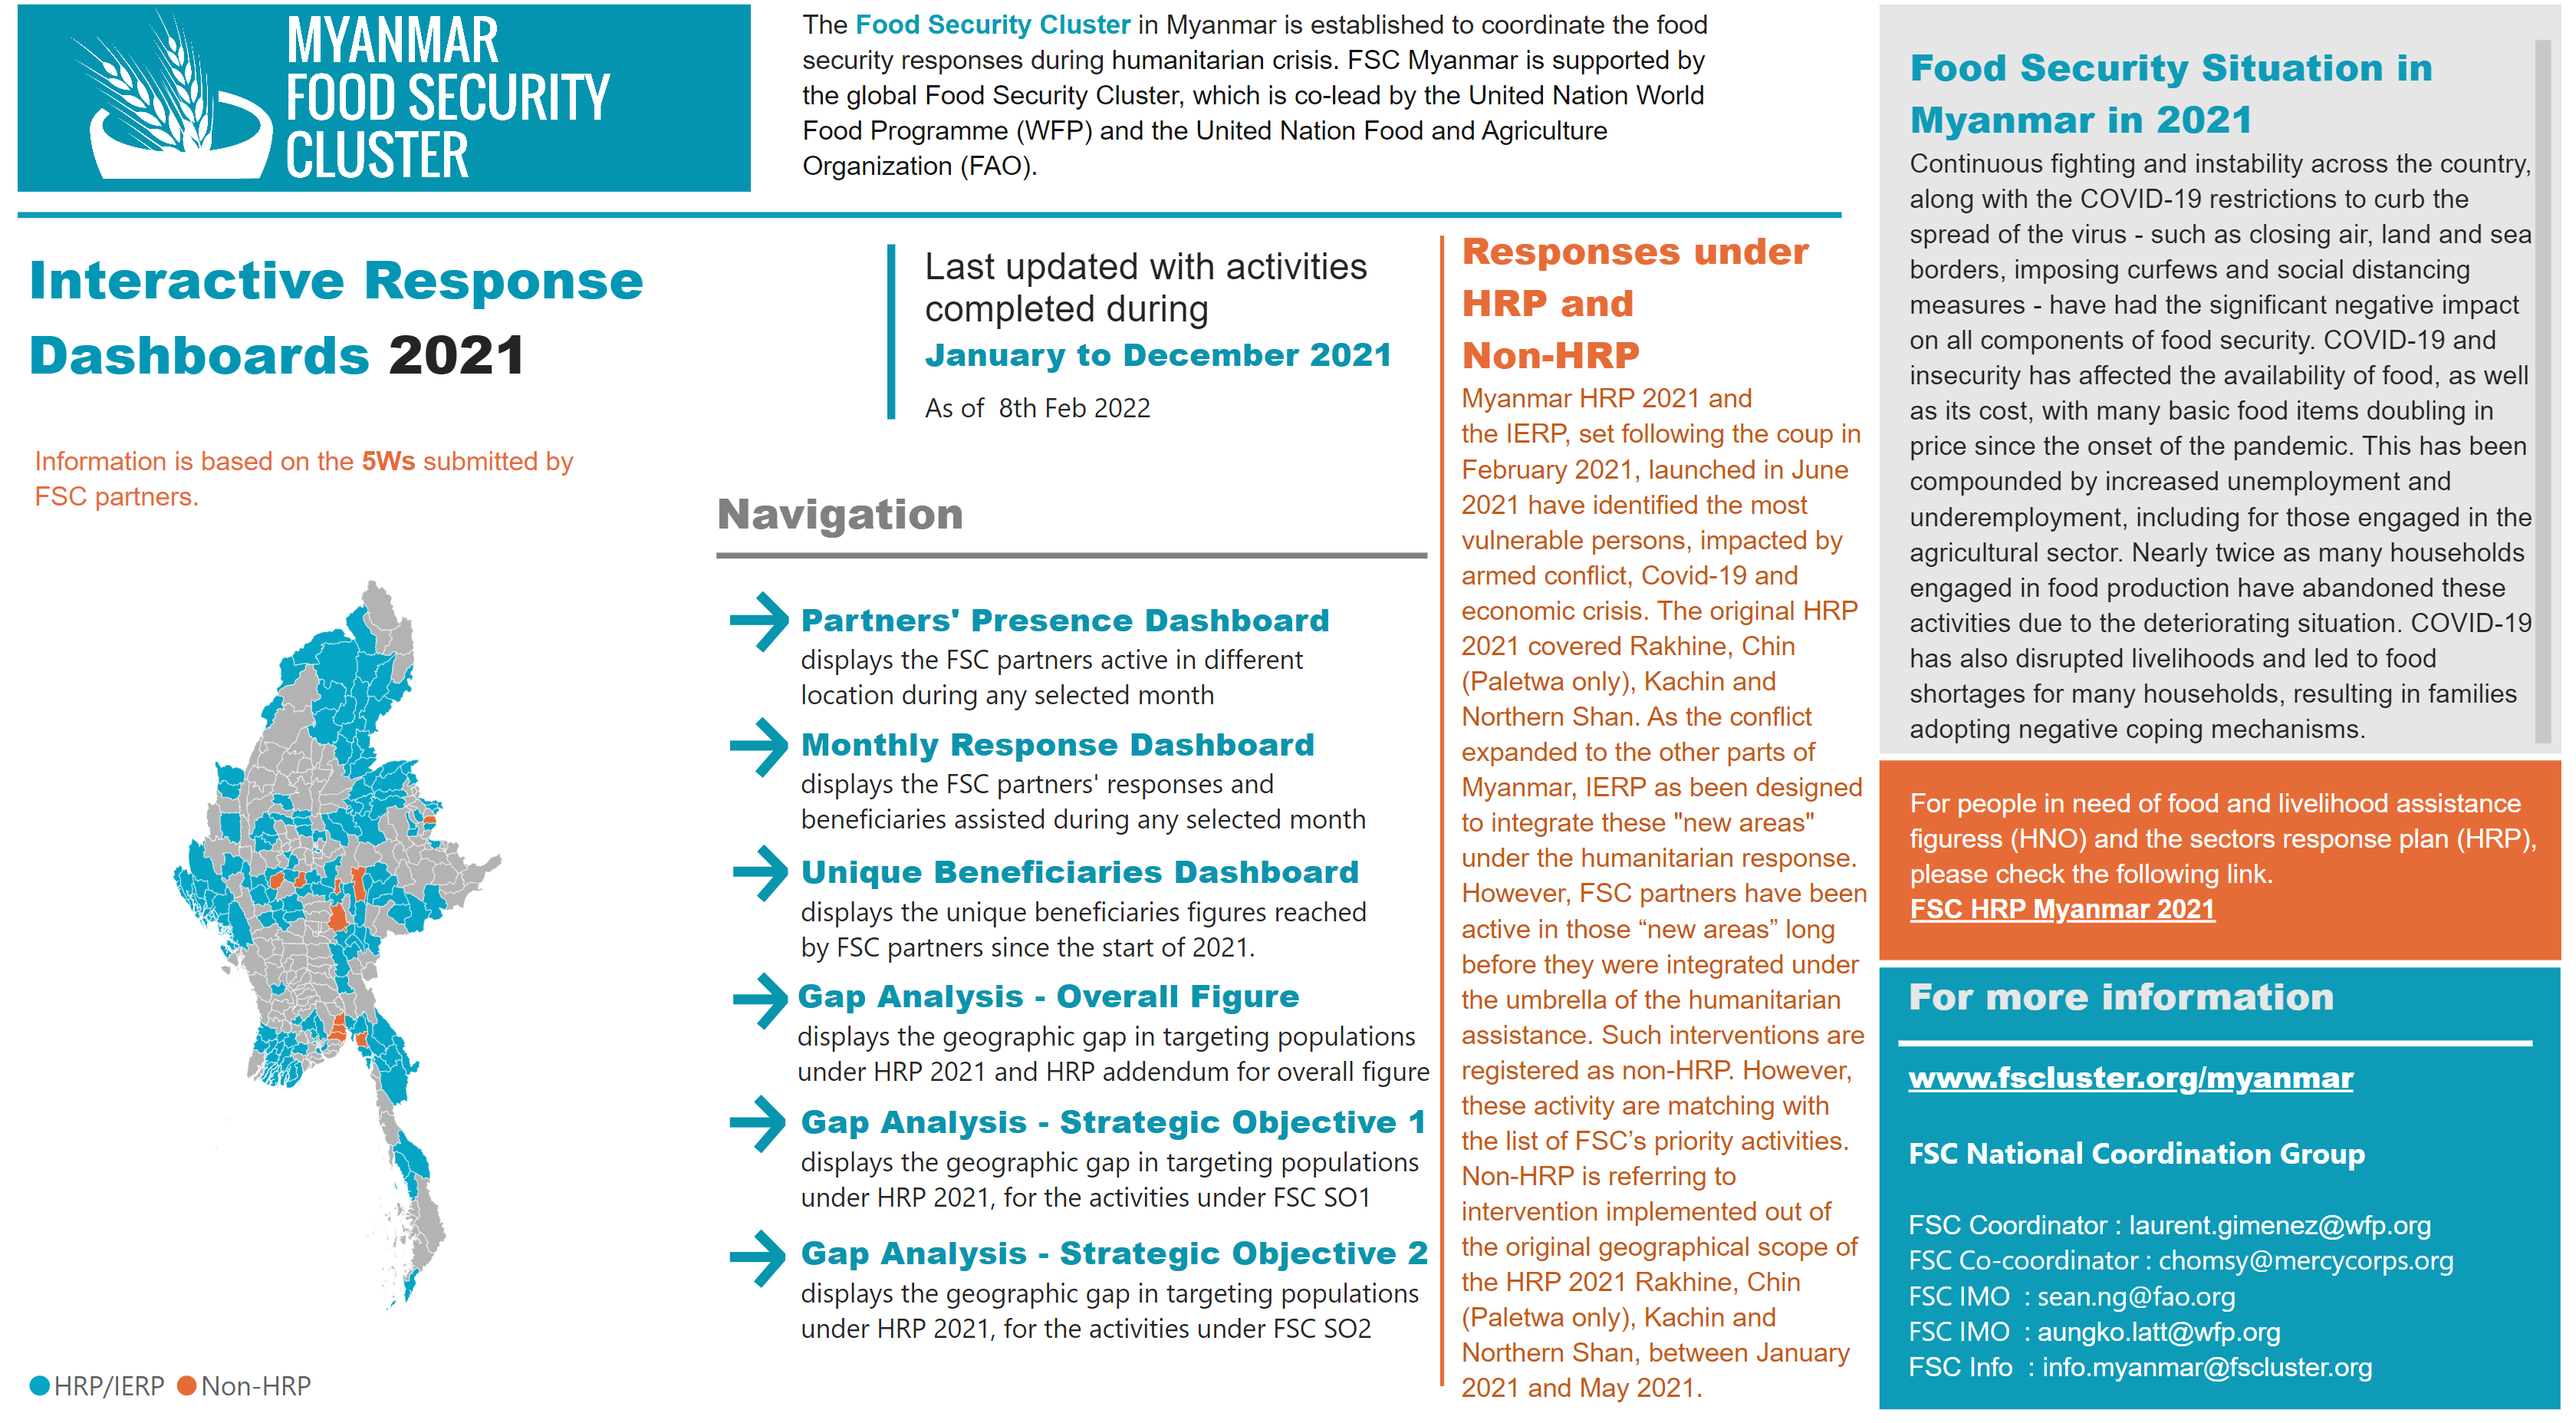 MYANMAR
FOOD SECURITY
CLUSTER
The Food Security Cluster in Myanmar is established to coordinate the food
security responses during humanitarian crisis. FSC Myanmar is supported by
the global Food Security Cluster, which is co-lead by the United Nation World
Food Programme (WFP) and the United Nation Food and Agriculture
Organization (FAO).
Interactive Response
Dashboards 2021
Information is based on the 5Ws submitted by
FSC partners.
HRP/IERP
Non-HRP
Last updated with activities
completed during
January to December 2021
As of 8th Feb 2022
Navigation
Partners' Presence Dashboard
displays the FSC partners active in different
location during any selected month
Monthly Response Dashboard
displays the FSC partners' responses and
beneficiaries assisted during any selected month
Unique Beneficiaries Dashboard
displays the unique beneficiaries figures reached
by FSC partners since the start of 2021.
Gap Analysis - Overall Figure
displays the geographic gap in targeting populations
under HRP 2021 and HRP addendum for overall figure
Gap Analysis - Strategic Objective 1
displays the geographic gap in targeting populations
under HRP 2021, for the activities under FSC SO1
Gap Analysis - Strategic Objective 2
displays the geographic gap in targeting populations
under HRP 2021, for the activities under FSC SO2
Responses under
HRP and
Non-HRP
Myanmar HRP 2021 and
the IERP, set following the coup in
February 2021, launched in June
2021 have identified the most
vulnerable persons, impacted by
armed conflict, Covid-19 and
economic crisis. The original HRP
2021 covered Rakhine, Chin
(Paletwa only), Kachin and
Northern Shan. As the conflict
expanded to the other parts of
Myanmar, IERP as been designed
to integrate these "new areas"
under the humanitarian response.
However, FSC partners have been
active in those “new areas” long
before they were integrated under
the umbrella of the humanitarian
assistance. Such interventions are
registered as non-HRP. However,
these activity are matching with
the list of FSC’s priority activities.
Non-HRP is referring to
intervention implemented out of
the original geographical scope of
the HRP 2021 Rakhine, Chin
(Paletwa only), Kachin and
Northern Shan, between January
2021 and May 2021.
Food Security Situation in
Myanmar in 2021
Continuous fighting and instability across the country,
along with the COVID-19 restrictions to curb the
spread of the virus - such as closing air, land and sea
borders, imposing curfews and social distancing
measures - have had the significant negative impact
on all components of food security. COVID-19 and
insecurity has affected the availability of food, as well
as its cost, with many basic food items doubling in
price since the onset of the pandemic. This has been
compounded by increased unemployment and
underemployment, including for those engaged in the
agricultural sector. Nearly twice as many households
engaged in food production have abandoned these
activities due to the deteriorating situation. COVID-19
has also disrupted livelihoods and led to food
shortages for many households, resulting in families
adopting negative coping mechanisms.
For people in need of food and livelihood assistance
figuress (HNO) and the sectors response plan (HRP),
please check the following link.
FSC HRP Myanmar 2021
For more information
www.fscluster.org/myanmar
FSC National Coordination Group
FSC Coordinator : laurent.gimenez@wfp.org
FSC Co-coordinator : chomsy@mercycorps.org
FSC IMO : sean.ng@fao.org
FSC IMO : aungko.latt@wfp.org
FSC Info : info.myanmar@fscluster.org